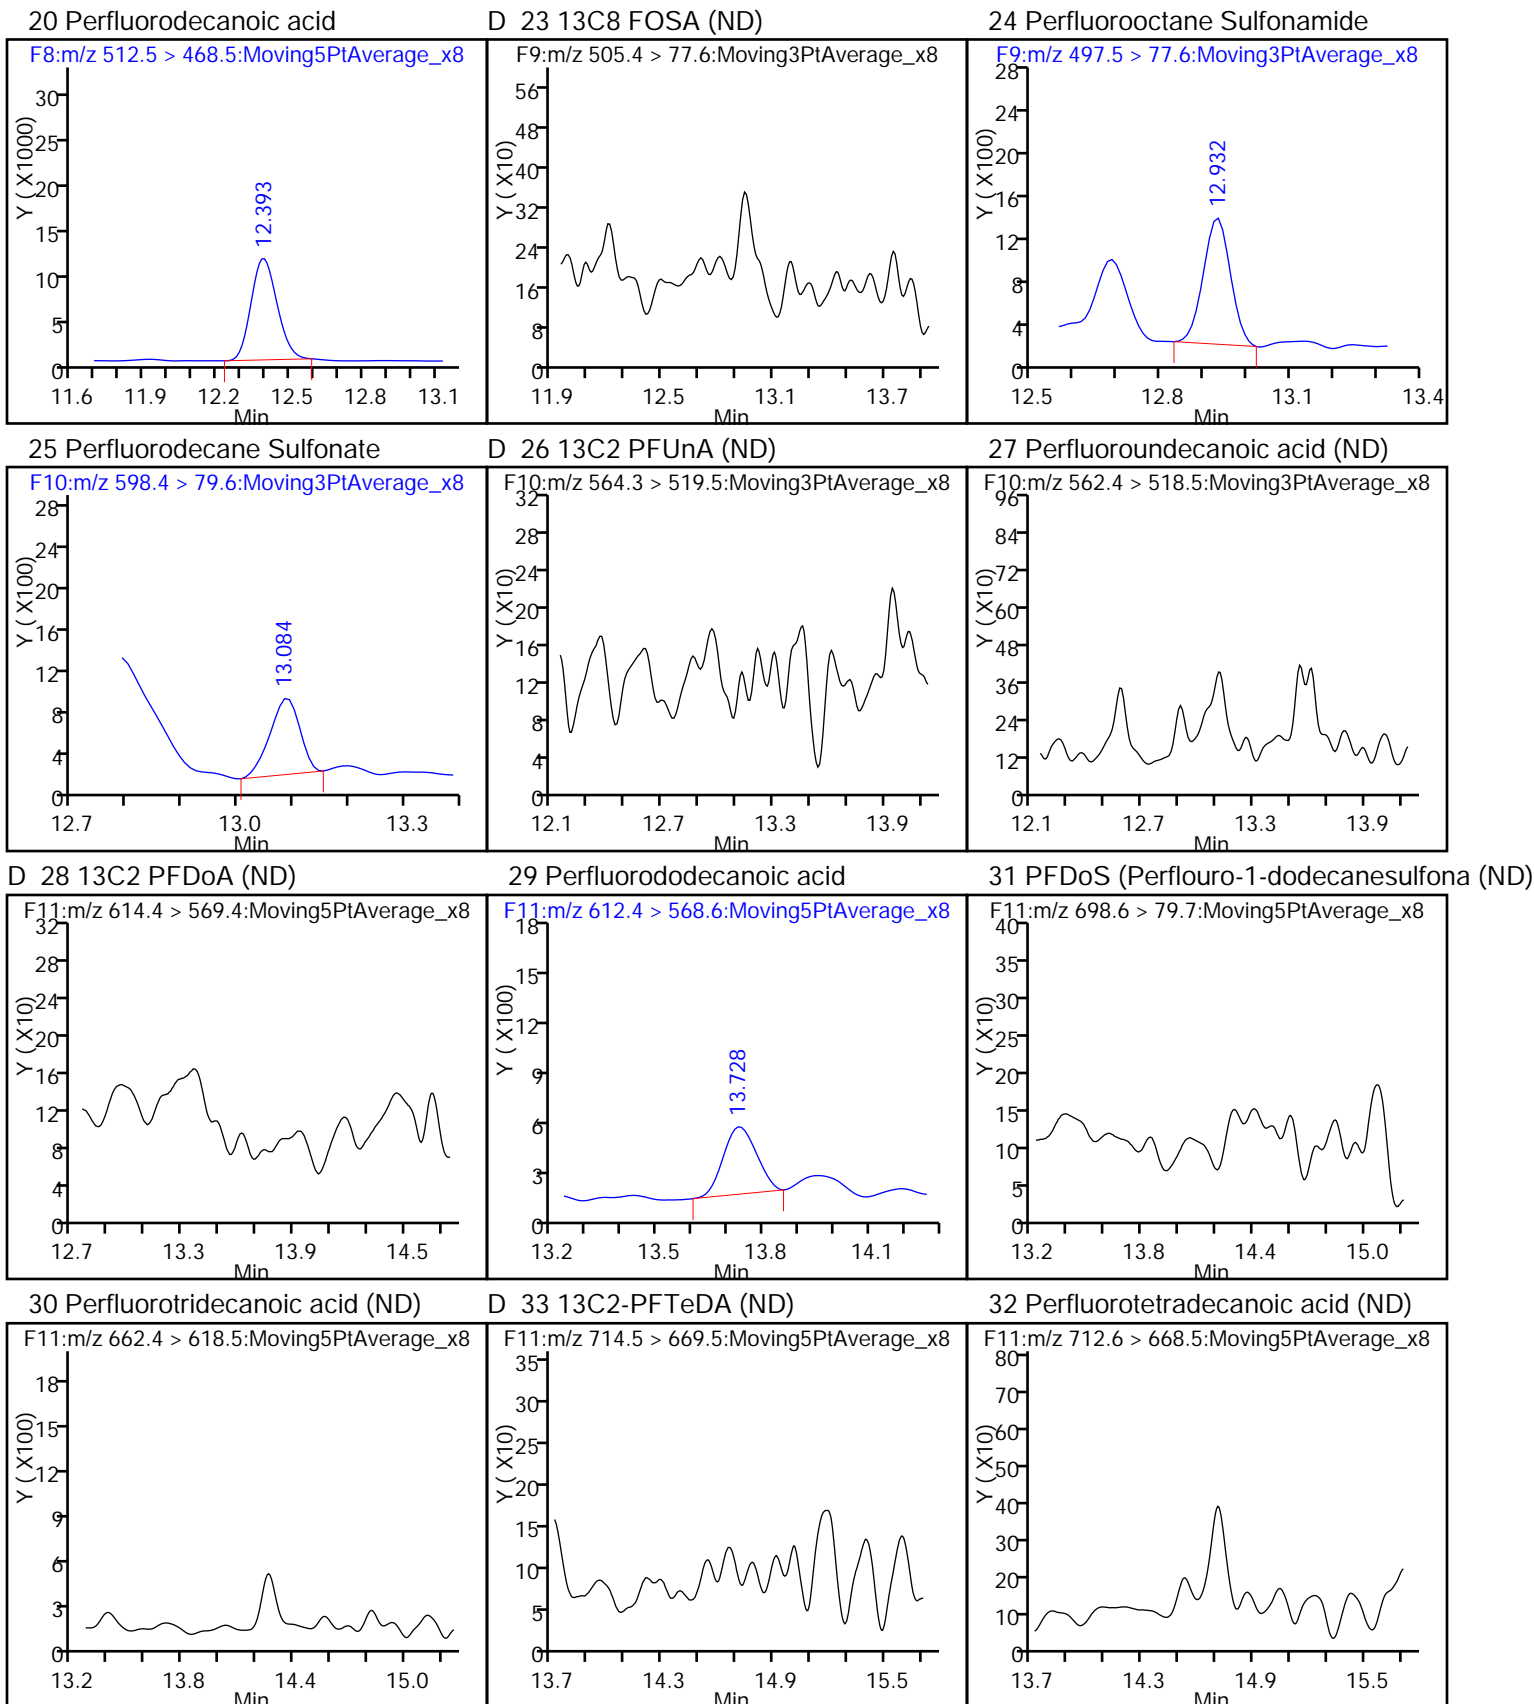 20 Perfluorodecanoic acid
F8:m/z 512.5 > 468.5:Moving5PtAverage_x8
Y ( X1000)
30
25
20
15
10
5
0
12.393
11.6 11.9 12.2 12.5 12.8 13.1
Min
D 23 13C8 FOSA (ND)
F9:m/z 505.4 > 77.6:Moving3PtAverage_x8
Y ( X10)
56
48
40
32
24
16
8
0
11.9 12.5 13.1 13.7
Min
24 Perfluorooctane Sulfonamide
F9:m/z 497.5 > 77.6:Moving3PtAverage_x8
Y ( X100)
28
24
20
16
12
8
4
0
12.932
12.5 12.8 13.1 13.4
Min
25 Perfluorodecane Sulfonate
F10:m/z 598.4 > 79.6:Moving3PtAverage_x8
Y ( X100)
28
24
20
16
12
8
4
0
13.084
12.7 13.0 13.3
Min
D 26 13C2 PFUnA (ND)
F10:m/z 564.3 > 519.5:Moving3PtAverage_x8
Y ( X10)
32
28
24
20
16
12
8
4
0
12.1 12.7 13.3 13.9
Min
27 Perfluoroundecanoic acid (ND)
F10:m/z 562.4 > 518.5:Moving3PtAverage_x8
Y ( X10)
96
84
72
60
48
36
24
12
0
12.1 12.7 13.3 13.9
Min
D 28 13C2 PFDoA (ND)
F11:m/z 614.4 > 569.4:Moving5PtAverage_x8
Y ( X10)
32
28
24
20
16
12
8
4
0
12.7 13.3 13.9 14.5
Min
29 Perfluorododecanoic acid
F11:m/z 612.4 > 568.6:Moving5PtAverage_x8
Y ( X100)
18
15
12
9
6
3
0
13.728
13.2 13.5 13.8 14.1
Min
31 PFDoS (Perflouro-1-dodecanesulfona (ND)
F11:m/z 698.6 > 79.7:Moving5PtAverage_x8
Y ( X10)
40
35
30
25
20
15
10
5
0
13.2 13.8 14.4 15.0
Min
30 Perfluorotridecanoic acid (ND)
F11:m/z 662.4 > 618.5:Moving5PtAverage_x8
Y ( X100)
18
15
12
9
6
3
0
13.2 13.8 14.4 15.0
Min
D 33 13C2-PFTeDA (ND)
F11:m/z 714.5 > 669.5:Moving5PtAverage_x8
Y ( X10)
35
30
25
20
15
10
5
0
13.7 14.3 14.9 15.5
Min
32 Perfluorotetradecanoic acid (ND)
F11:m/z 712.6 > 668.5:Moving5PtAverage_x8
Y ( X10)
80
70
60
50
40
30
20
10
0
13.7 14.3 14.9 15.5
Min